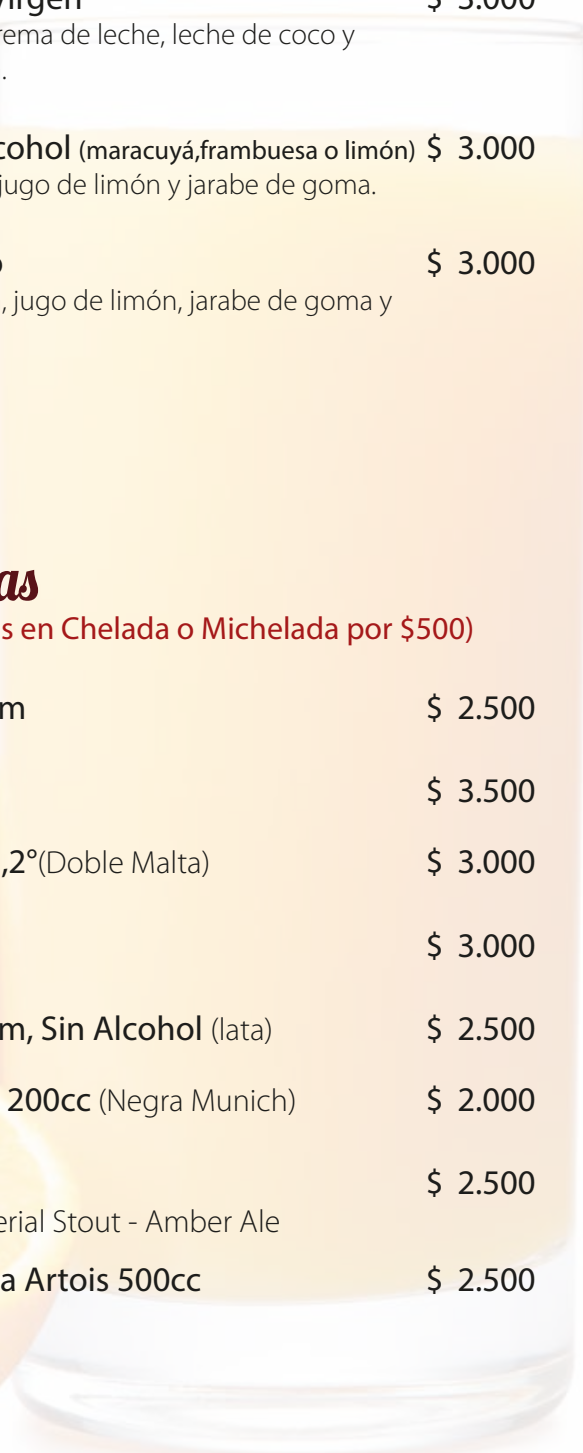 Virgen $ 3.000
rema de leche, leche de coco y
.
cohol (maracuyá,frambuesa o limón) $ 3.000
jugo de limón y jarabe de goma.
o $ 3.000
, jugo de limón, jarabe de goma y
as
s en Chelada o Michelada por $500)
m $ 2.500
$ 3.500
,2°(Doble Malta) $ 3.000
$ 3.000
m, Sin Alcohol (lata) $ 2.500
200cc (Negra Munich) $ 2.000
$ 2.500
erial Stout - Amber Ale
a Artois 500cc $ 2.500